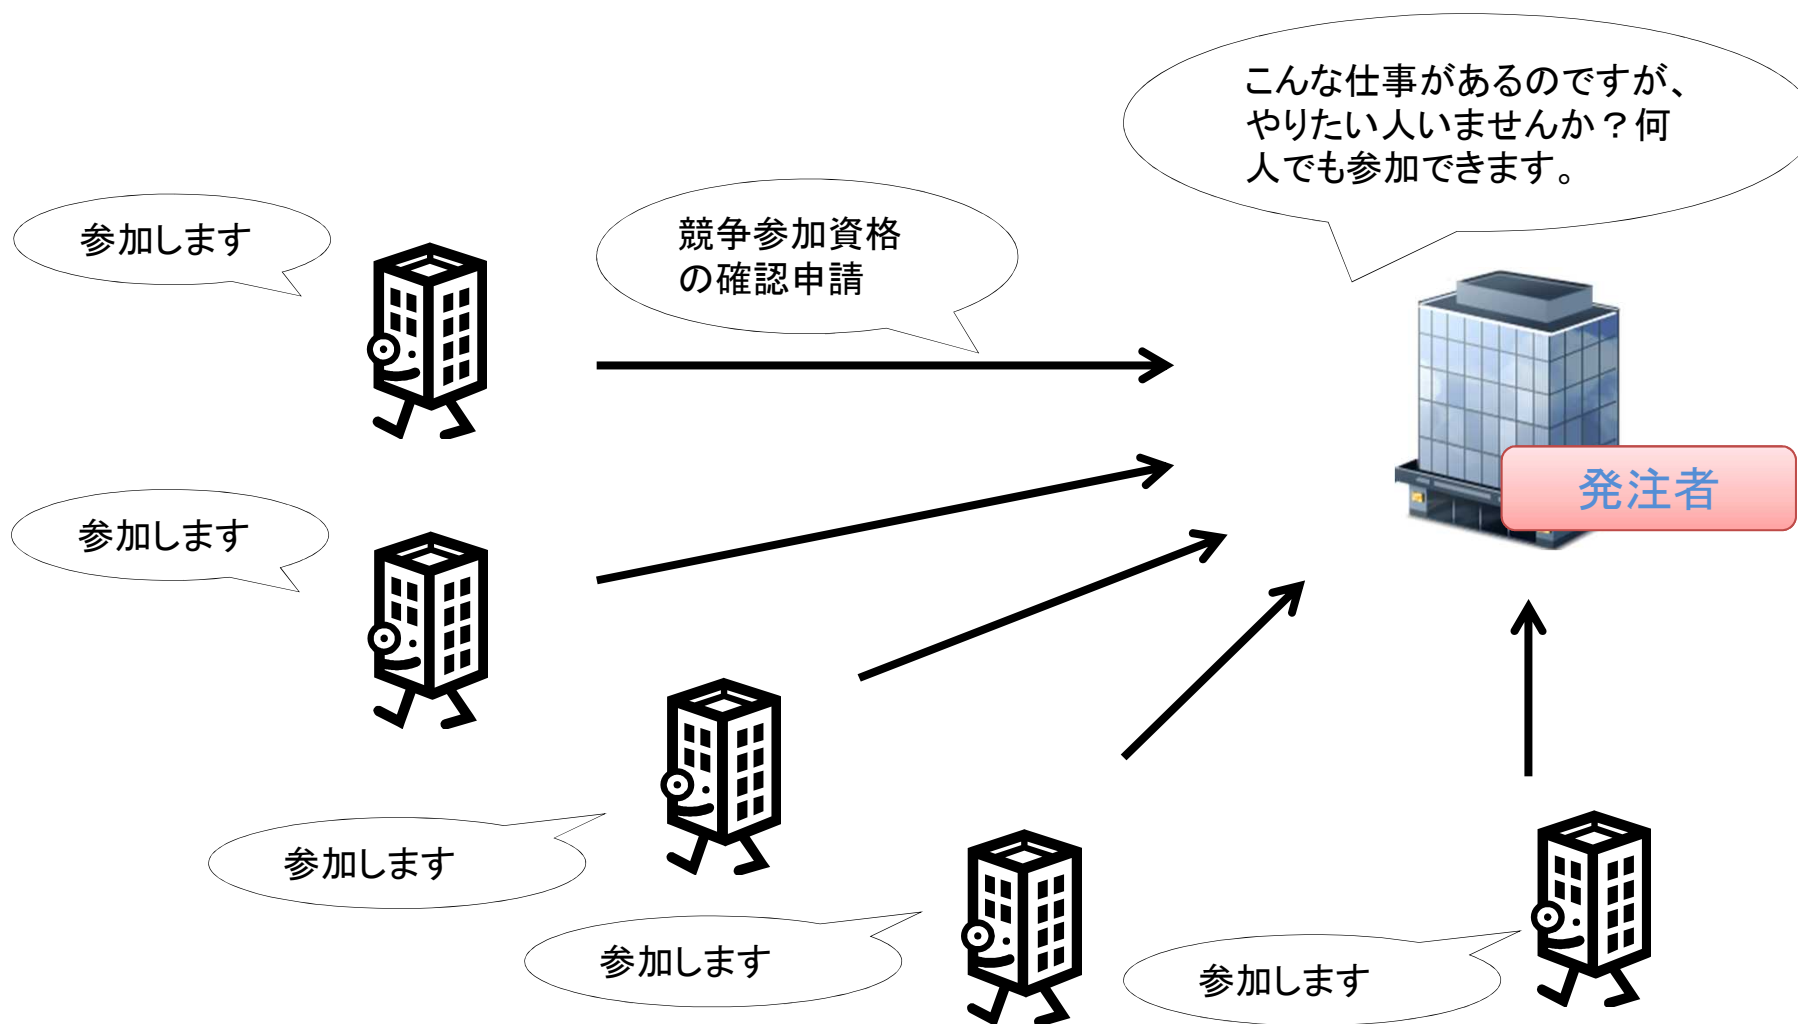 こんな仕事があるのですが、
やりたい人いませんか？何
人でも参加できます。
参加します
競争参加資格
の確認申請
発注者
参加します
参加します
参加します
参加します